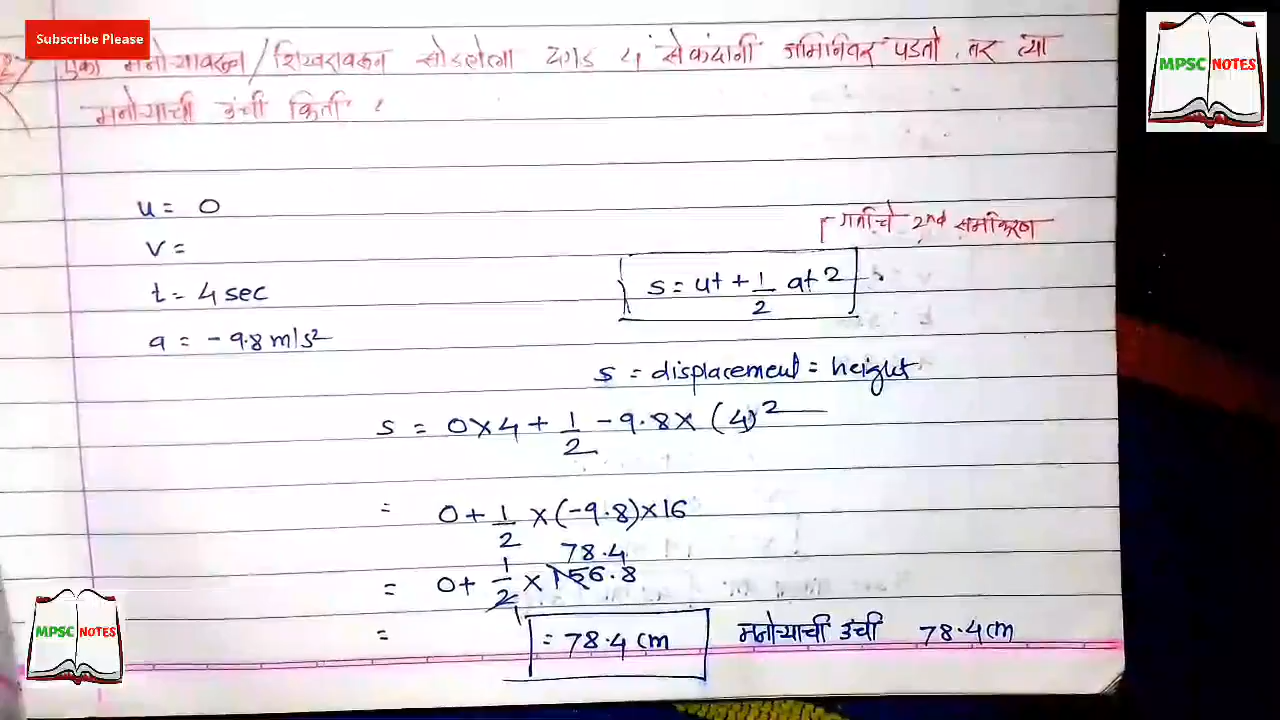 Subscribe Please
MPSC NOTES
एका मनोऱ्यावरून / शिखरावरून सोडलेला दगड 4 सेकंदांनी जमिनिवर पडतो . तर त्या
मनोऱ्याची उंची किती ?
u = 0
v =
t = 4 sec
a = - 9.8 m/s²
गतीचे 2nd समीकरण
s = ut + 1/2 at 2
s = displacement = height
s = 0 x 4 + 1/2 - 9.8 x (4)²
= 0 + 1/2 x (-9.8) x 16
78.4
= 0 + 1/2 x 156.8
1
=
= 78.4 cm
मनोऱ्याची उंची 78.4 cm
MPSC NOTES